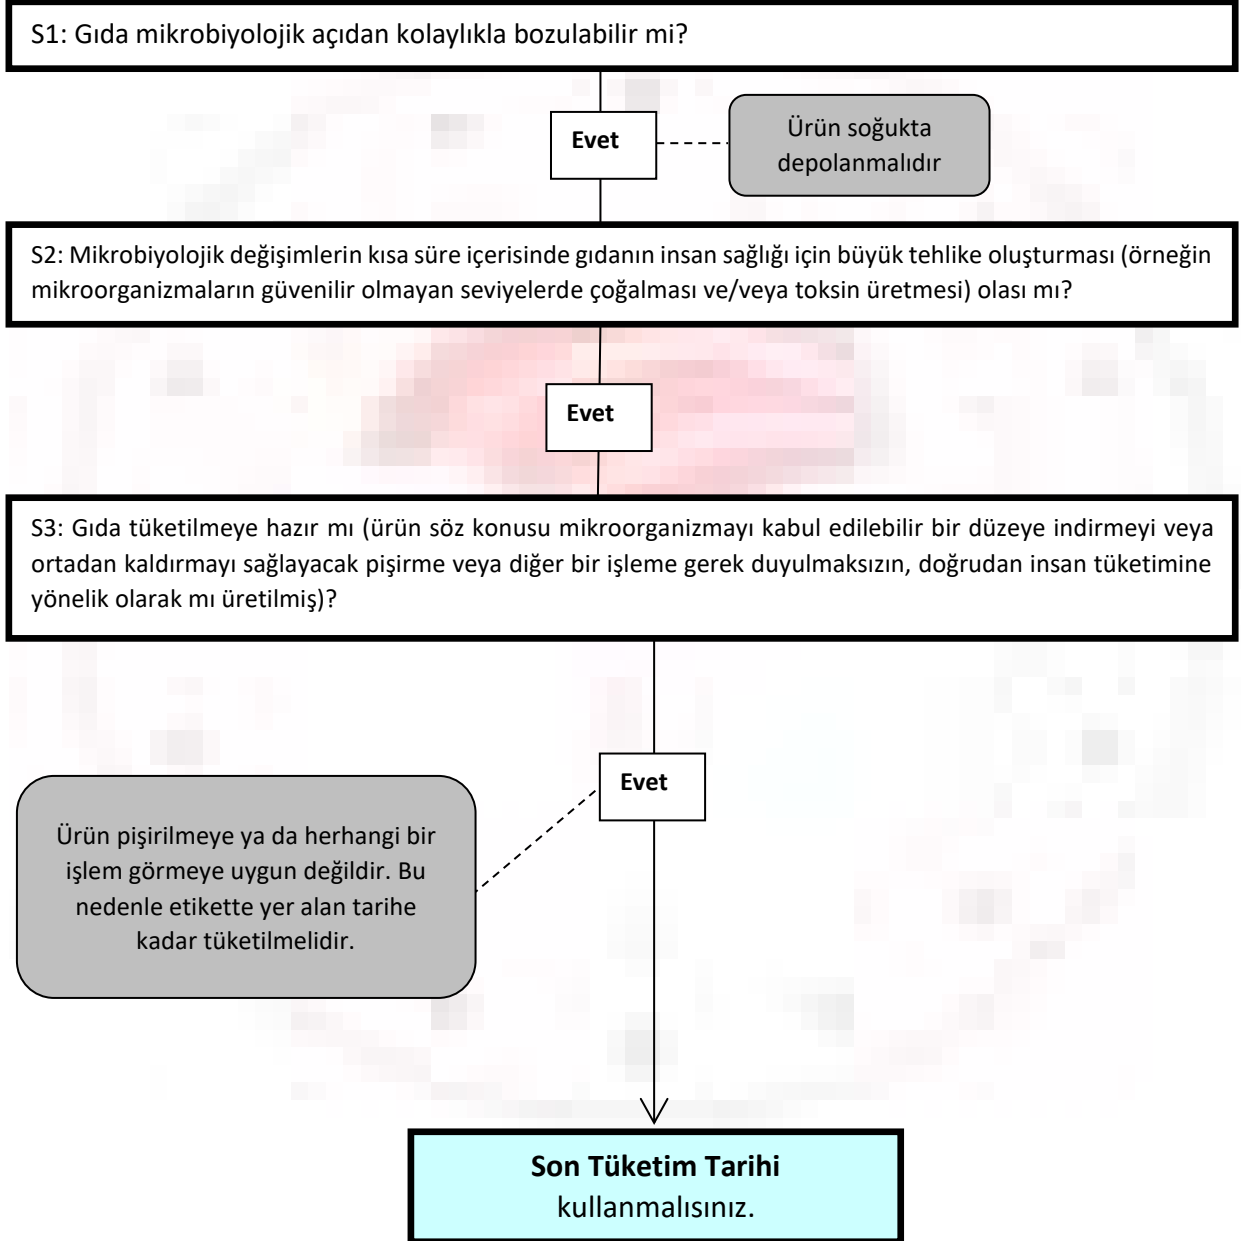 S1: Gıda mikrobiyolojik açıdan kolaylıkla bozulabilir mi?
Evet
Ürün soğukta
depolanmalıdır
S2: Mikrobiyolojik değişimlerin kısa süre içerisinde gıdanın insan sağlığı için büyük tehlike oluşturması (örneğin
mikroorganizmaların güvenilir olmayan seviyelerde çoğalması ve/veya toksin üretmesi) olası mı?
Evet
S3: Gıda tüketilmeye hazır mı (ürün söz konusu mikroorganizmayı kabul edilebilir bir düzeye indirmeyi veya
ortadan kaldırmayı sağlayacak pişirme veya diğer bir işleme gerek duyulmaksızın, doğrudan insan tüketimine
yönelik olarak mı üretilmiş)?
Evet
Ürün pişirilmeye ya da herhangi bir
işlem görmeye uygun değildir. Bu
nedenle etikette yer alan tarihe
kadar tüketilmelidir.
Son Tüketim Tarihi
kullanmalısınız.